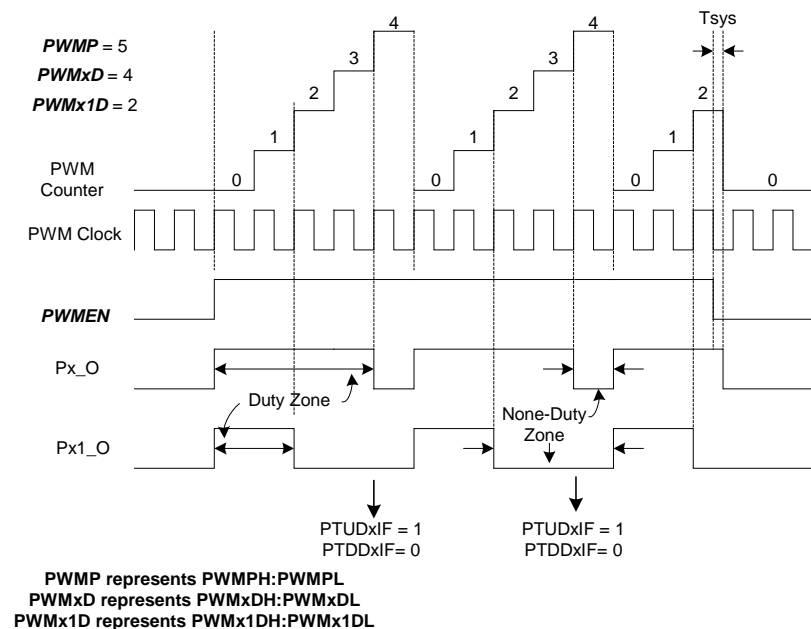 4 4 Tsys
PWMP = 5
3 3
PWMxD = 4
2 2 2
PWMx1D = 2
1 1 1
PWM
Counter
0 0 0 0
PWM Clock
PWMEN
Px_O
Duty Zone
None-Duty
Zone
Px1_O
PTUDxIF = 1 PTUDxIF = 1
PTDDxIF= 0 PTDDxIF= 0
PWMP represents PWMPH:PWMPL
PWMxD represents PWMxDH:PWMxDL
PWMx1D represents PWMx1DH:PWMx1DL